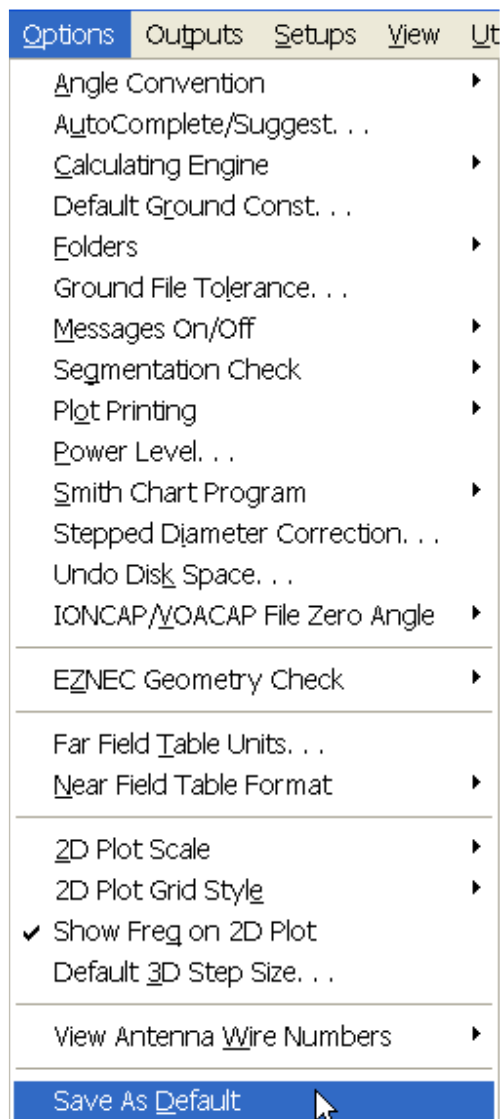 Options Outputs Setups View Ut
Angle Convention
AutoComplete/Suggest. . .
Calculating Engine
Default Ground Const. . .
Folders
Ground File Tolerance. . .
Messages On/Off
Segmentation Check
Plot Printing
Power Level. . .
Smith Chart Program
Stepped Diameter Correction. . .
Undo Disk Space. . .
IONCAP/VOACAP File Zero Angle
EZNEC Geometry Check
Far Field Table Units. . .
Near Field Table Format
2D Plot Scale
2D Plot Grid Style
Show Freq on 2D Plot
Default 3D Step Size. . .
View Antenna Wire Numbers
Save As Default